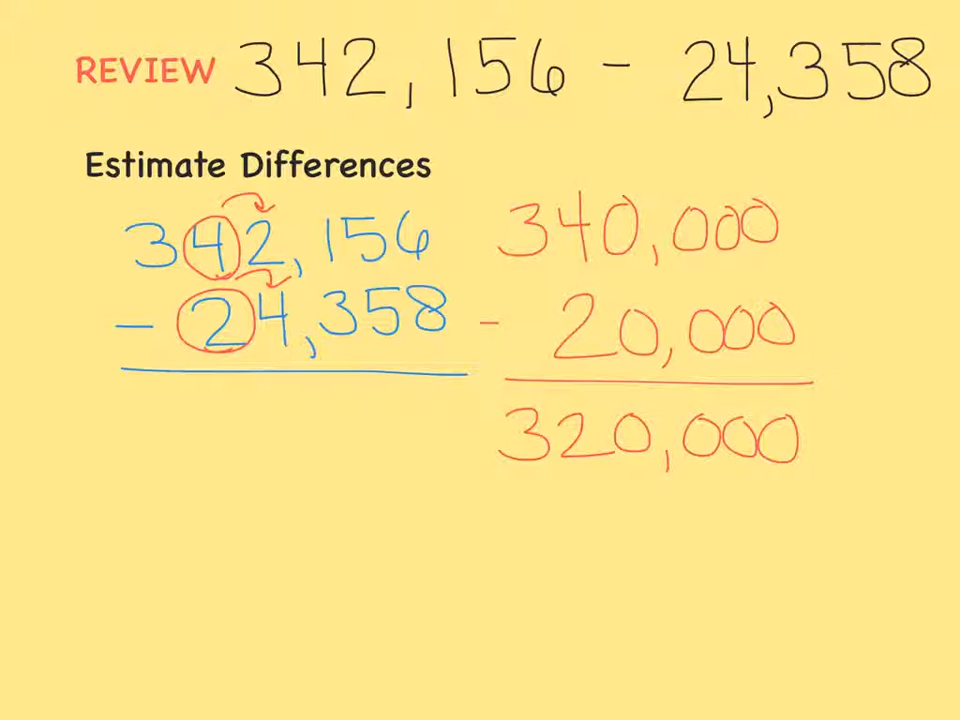 REVIEW 342,156 - 24,358
Estimate Differences
342,156 340,000
- 24,358 - 20,000
320,000